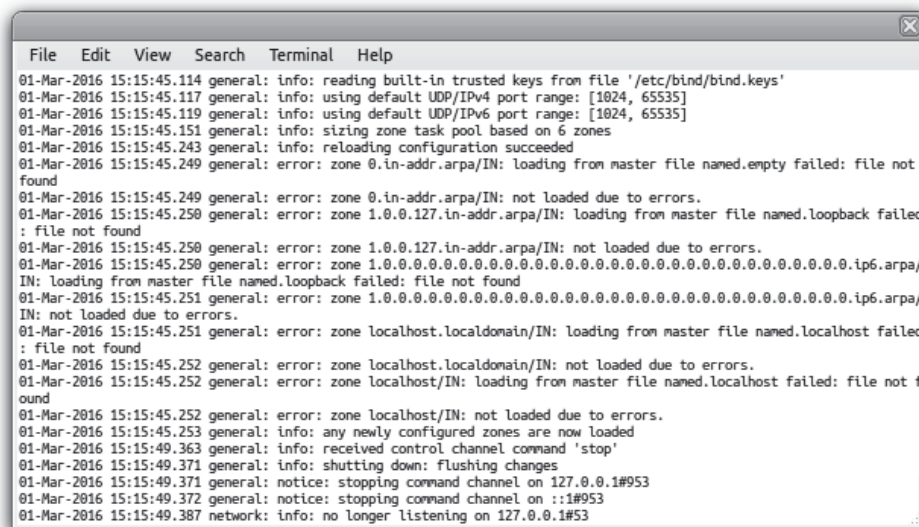 File Edit View Search Terminal Help
01-Mar-2016 15:15:45.114 general: info: reading built-in trusted keys from file '/etc/bind/bind.keys'
01-Mar-2016 15:15:45.117 general: info: using default UDP/IPv4 port range: [1024, 65535]
01-Mar-2016 15:15:45.119 general: info: using default UDP/IPv6 port range: [1024, 65535]
01-Mar-2016 15:15:45.151 general: info: sizing zone task pool based on 6 zones
01-Mar-2016 15:15:45.243 general: info: reloading configuration succeeded
01-Mar-2016 15:15:45.249 general: error: zone 0.in-addr.arpa/IN: loading from master file named.empty failed: file not
found
01-Mar-2016 15:15:45.249 general: error: zone 0.in-addr.arpa/IN: not loaded due to errors.
01-Mar-2016 15:15:45.250 general: error: zone 1.0.0.127.in-addr.arpa/IN: loading from master file named.loopback failed
: file not found
01-Mar-2016 15:15:45.250 general: error: zone 1.0.0.127.in-addr.arpa/IN: not loaded due to errors.
01-Mar-2016 15:15:45.250 general: error: zone 1.0.0.0.0.0.0.0.0.0.0.0.0.0.0.0.0.0.0.0.0.0.0.0.0.0.0.0.0.0.0.0.ip6.arpa/
IN: loading from master file named.loopback failed: file not found
01-Mar-2016 15:15:45.251 general: error: zone 1.0.0.0.0.0.0.0.0.0.0.0.0.0.0.0.0.0.0.0.0.0.0.0.0.0.0.0.0.0.0.0.ip6.arpa/
IN: not loaded due to errors.
01-Mar-2016 15:15:45.251 general: error: zone localhost.localdomain/IN: loading from master file named.localhost failed
: file not found
01-Mar-2016 15:15:45.252 general: error: zone localhost.localdomain/IN: not loaded due to errors.
01-Mar-2016 15:15:45.252 general: error: zone localhost/IN: loading from master file named.localhost failed: file not f
ound
01-Mar-2016 15:15:45.252 general: error: zone localhost/IN: not loaded due to errors.
01-Mar-2016 15:15:45.253 general: info: any newly configured zones are now loaded
01-Mar-2016 15:15:49.363 general: info: received control channel command 'stop'
01-Mar-2016 15:15:49.371 general: info: shutting down: flushing changes
01-Mar-2016 15:15:49.371 general: notice: stopping command channel on 127.0.0.1#953
01-Mar-2016 15:15:49.372 general: notice: stopping command channel on ::1#953
01-Mar-2016 15:15:49.387 network: info: no longer listening on 127.0.0.1#53